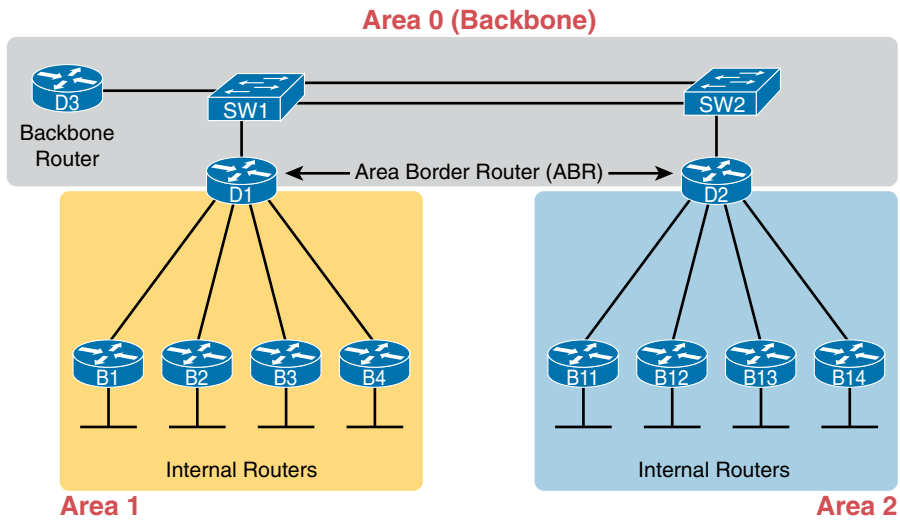 Area 0 (Backbone)
D3
SW1
SW2
Backbone
Router
Area Border Router (ABR)
D1
D2
B1
B2
B3
B4
B11
B12
B13
B14
Internal Routers
Internal Routers
Area 1
Area 2